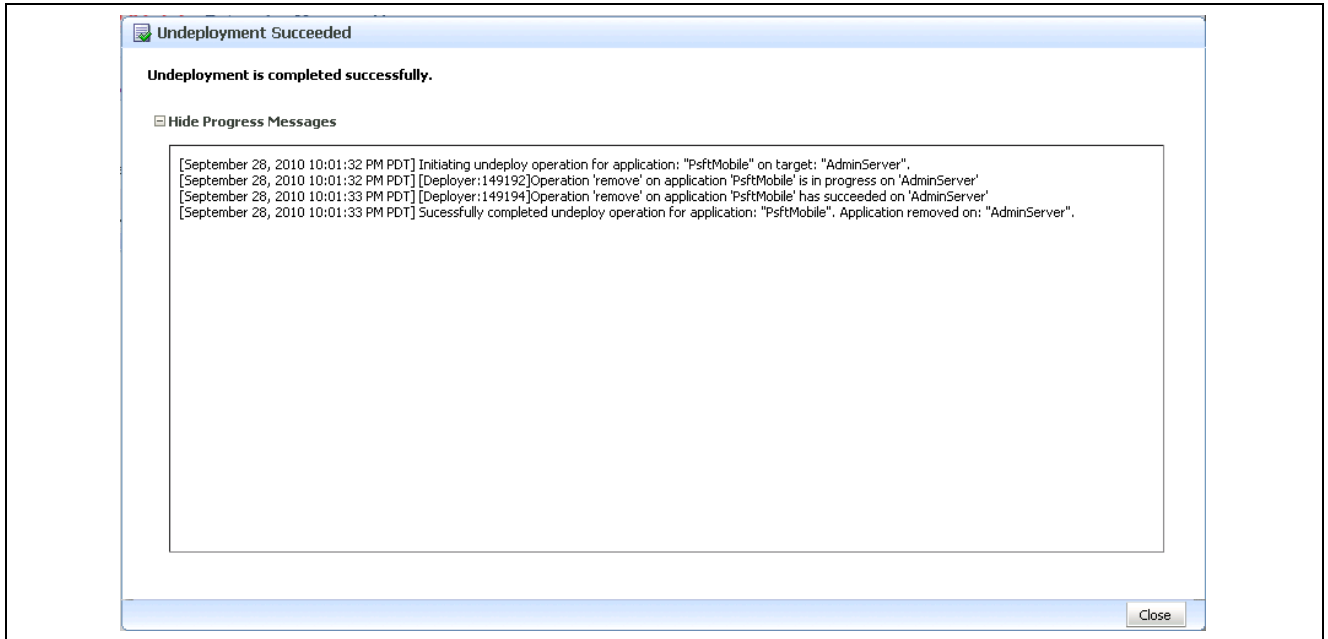 Undeployment Succeeded
Undeployment is completed successfully.
Hide Progress Messages
[September 28, 2010 10:01:32 PM PDT] Initiating undeploy operation for application: "PsftMobile" on target: "AdminServer".
[September 28, 2010 10:01:32 PM PDT] [Deployer:149192]Operation 'remove' on application 'PsftMobile' is in progress on 'AdminServer'
[September 28, 2010 10:01:33 PM PDT] [Deployer:149194]Operation 'remove' on application 'PsftMobile' has succeeded on 'AdminServer'
[September 28, 2010 10:01:33 PM PDT] Sucessfully completed undeploy operation for application: "PsftMobile". Application removed on: "AdminServer".
Close